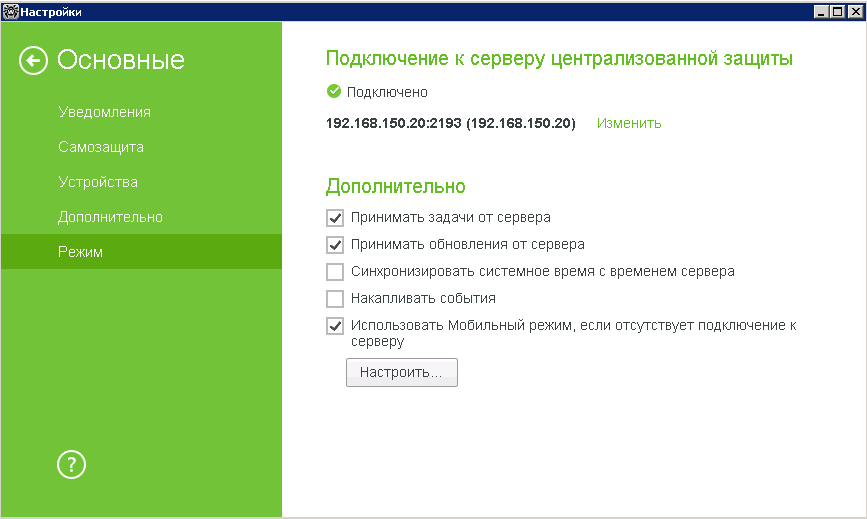 Настройки
Основные
Уведомления
Самозащита
Устройства
Дополнительно
Режим
?
Подключение к серверу централизованной защиты
Подключено
192.168.150.20:2193 (192.168.150.20) Изменить
Дополнительно
Принимать задачи от сервера
Принимать обновления от сервера
Синхронизировать системное время с временем сервера
Накапливать события
Использовать Мобильный режим, если отсутствует подключение к
серверу
Настроить...